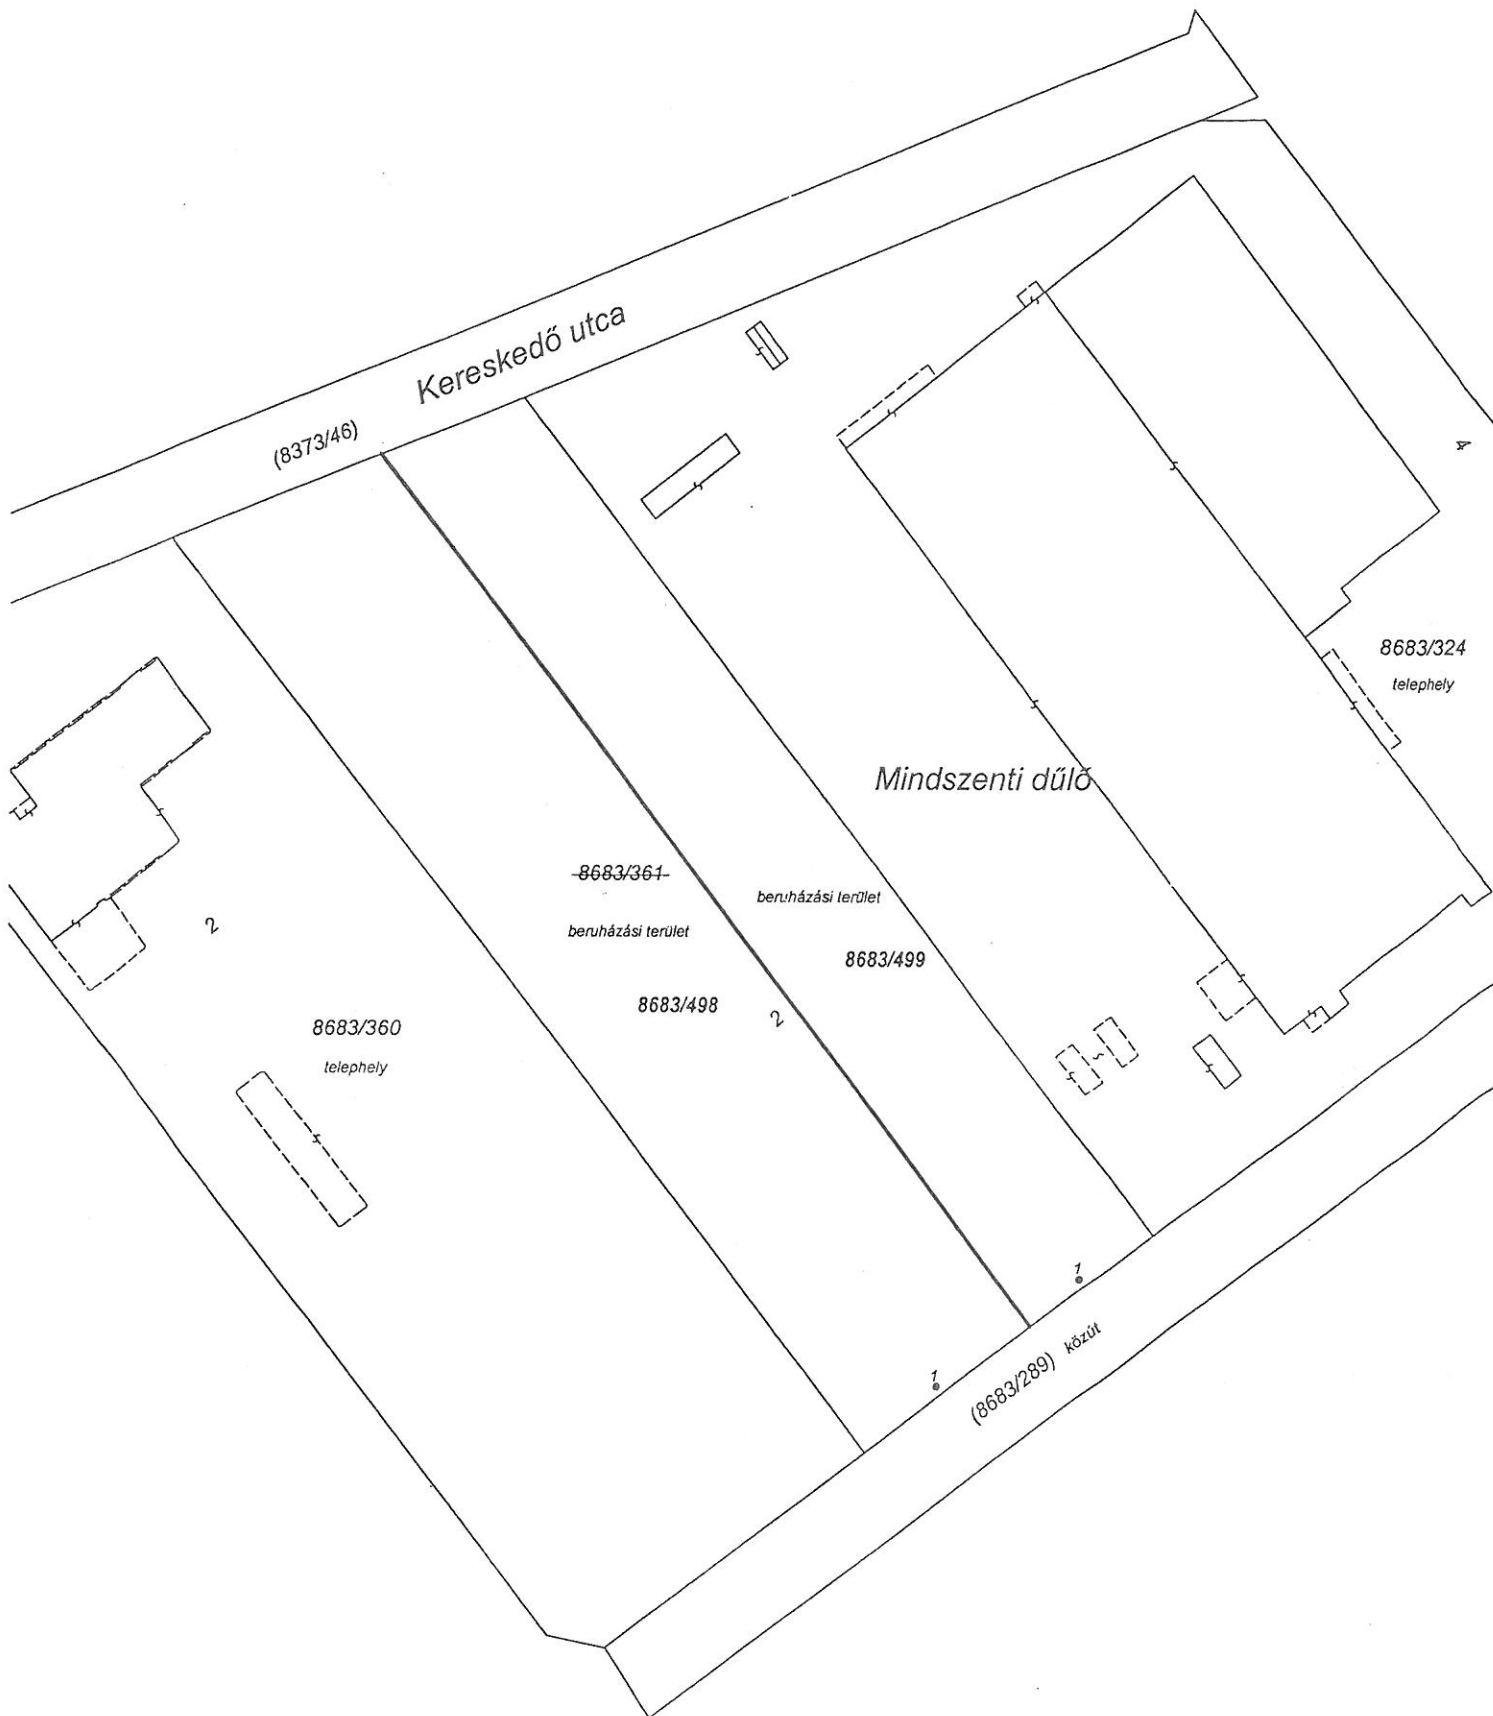 Kereskedő utca
(8373/46)
4
8683/324
telephely
Mindszenti dűlő
8683/361
beruházási terület
beruházási terület
8683/499
2
8683/498
2
8683/360
telephely
1
1
(8683/289) közút